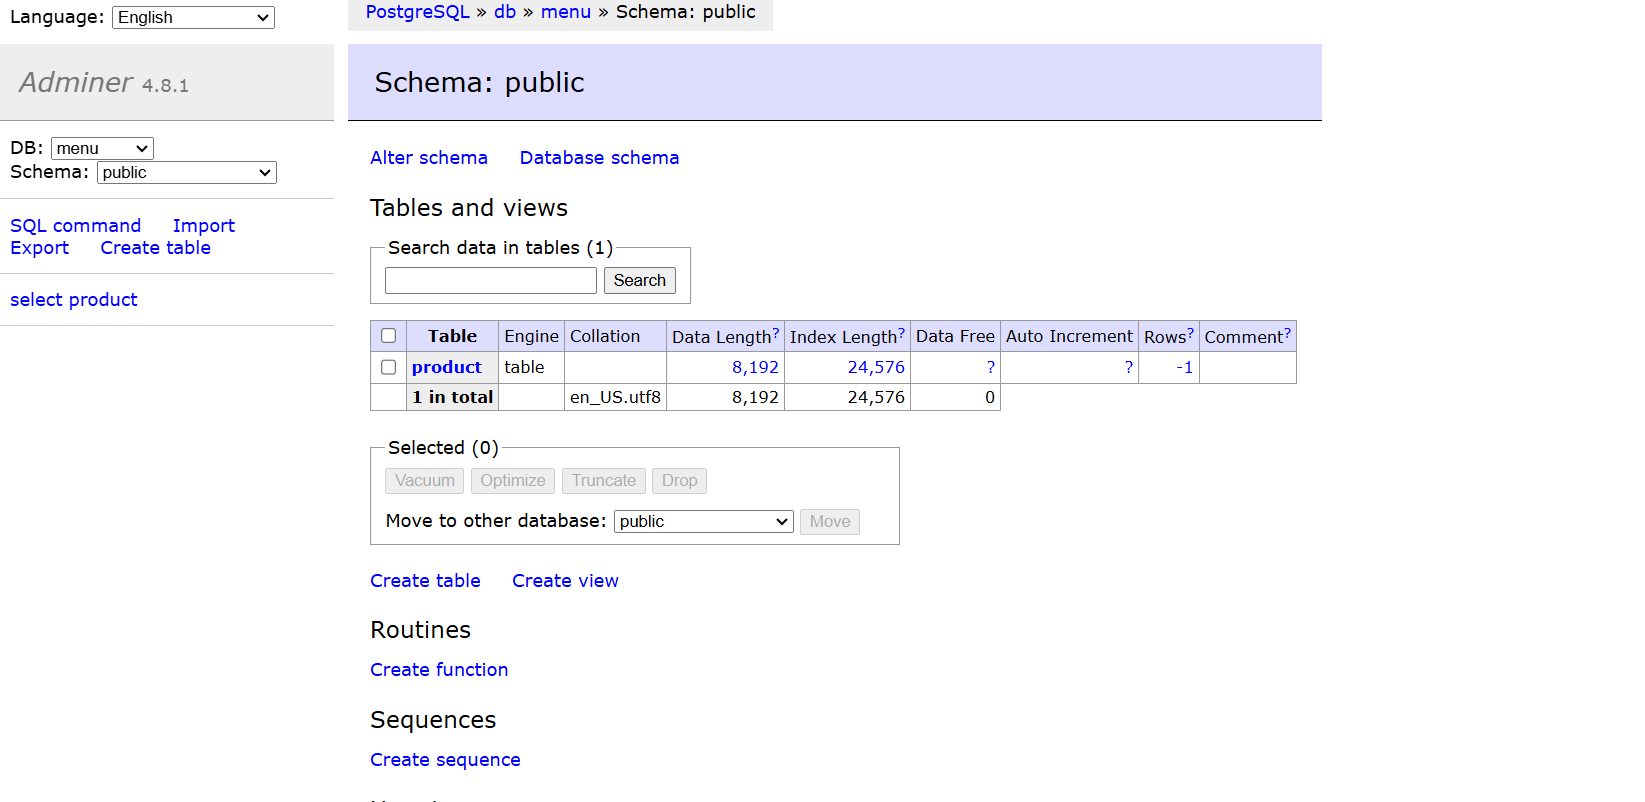 Language: English
PostgreSQL » db » menu » Schema: public
Adminer 4.8.1
Schema: public
DB: menu
Schema: public
SQL command Import
Export Create table
select product
Alter schema Database schema
Tables and views
Search data in tables (1)
Search
Table Engine Collation Data Length? Index Length? Data Free Auto Increment Rows? Comment?
product table 8,192 24,576 ? ? -1
1 in total en_US.utf8 8,192 24,576 0
Selected (0)
Vacuum Optimize Truncate Drop
Move to other database: public Move
Create table Create view
Routines
Create function
Sequences
Create sequence